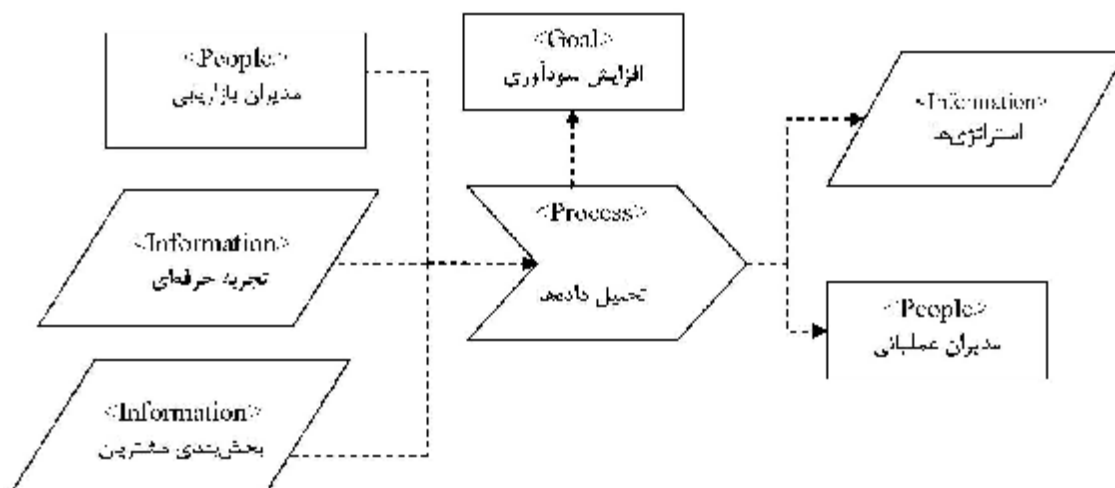 <People>
مدیران بازاریابی
<Goal>
افزایش سودآوری
<Information>
استراتژی‌ها
<Information>
تجربه حرفه‌ای
<Process>
تحلیل داده‌ها
<People>
مدیران عملیاتی
<Information>
بخش‌بندی مشتریان